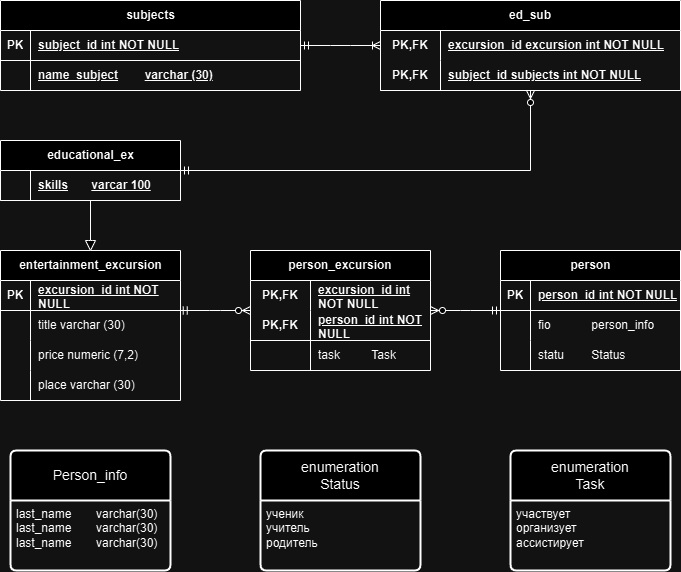 subjects
PK subject_id int NOT NULL
name_subject varchar (30)
ed_sub
PK,FK excursion_id excursion int NOT NULL
PK,FK subject_id subjects int NOT NULL
educational_ex
skills varcar 100
entertainment_excursion
PK excursion_id int NOT
NULL
title varchar (30)
price numeric (7,2)
place varchar (30)
person_excursion
PK,FK excursion_id int
NOT NULL
PK,FK person_id int NOT
NULL
task Task
person
PK person_id int NOT NULL
fio person_info
statu Status
Person_info
last_name varchar(30)
last_name varchar(30)
last_name varchar(30)
enumeration
Status
ученик
учитель
родитель
enumeration
Task
участвует
организует
ассистирует